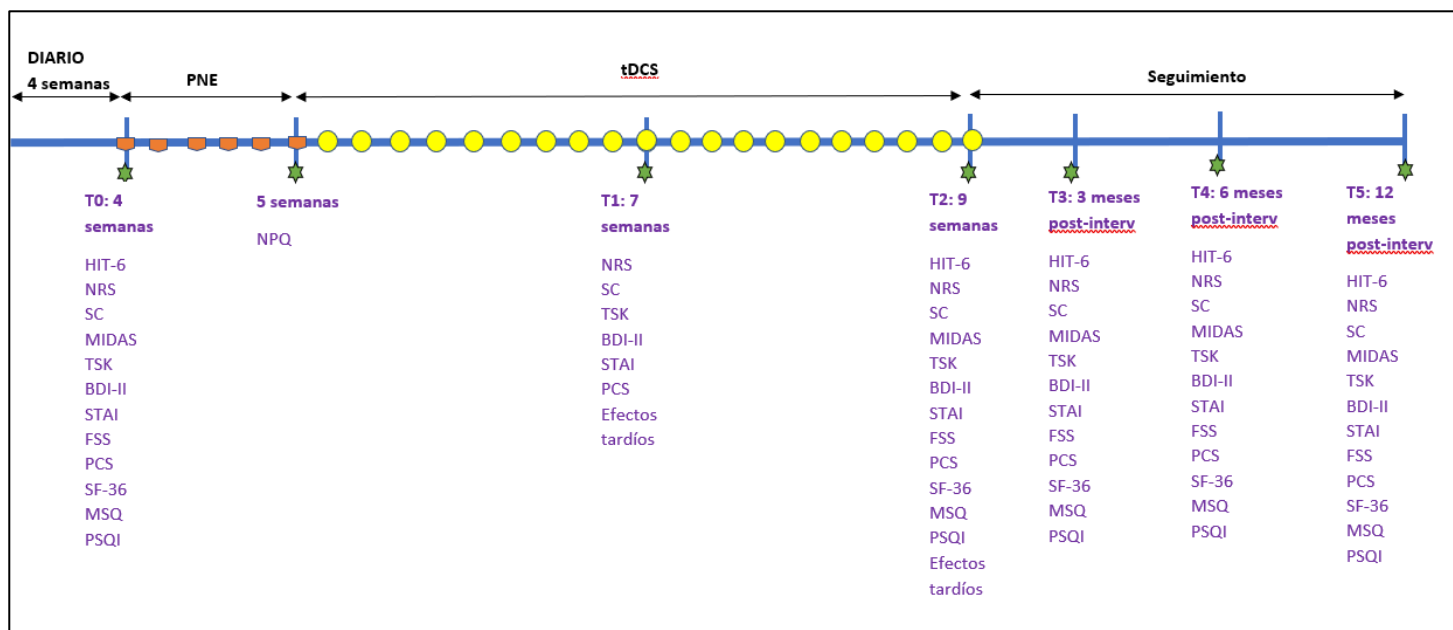 DIARIO
4 semanas
PNE
tDCS
Seguimiento
T0: 4
semanas
HIT-6
NRS
SC
MIDAS
TSK
BDI-II
STAI
FSS
PCS
SF-36
MSQ
PSQI
5 semanas
NPQ
T1: 7
semanas
NRS
SC
TSK
BDI-II
STAI
PCS
Efectos
tardíos
T2: 9
semanas
HIT-6
NRS
SC
MIDAS
TSK
BDI-II
STAI
FSS
PCS
SF-36
MSQ
PSQI
Efectos
tardíos
T3: 3 meses
post-interv
HIT-6
NRS
SC
MIDAS
TSK
BDI-II
STAI
FSS
PCS
SF-36
MSQ
PSQI
T4: 6 meses
post-interv
HIT-6
NRS
SC
MIDAS
TSK
BDI-II
STAI
FSS
PCS
SF-36
MSQ
PSQI
T5: 12
meses
post-interv
HIT-6
NRS
SC
MIDAS
TSK
BDI-II
STAI
FSS
PCS
SF-36
MSQ
PSQI